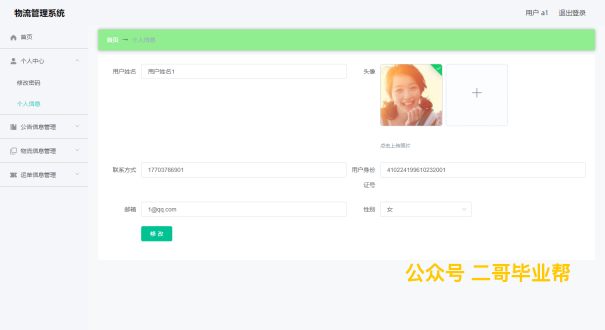 物流管理系统
用户 a1 退出登录
首页
首页 → 个人信息
个人中心
用户姓名 用户姓名1
头像
修改密码
个人信息
公告信息管理
点击上传照片
物流信息管理
联系方式 17703786901
用户身份证号 410224199610232001
运单信息管理
邮箱 1@qq.com
性别 女
修改
公众号 二哥毕业帮